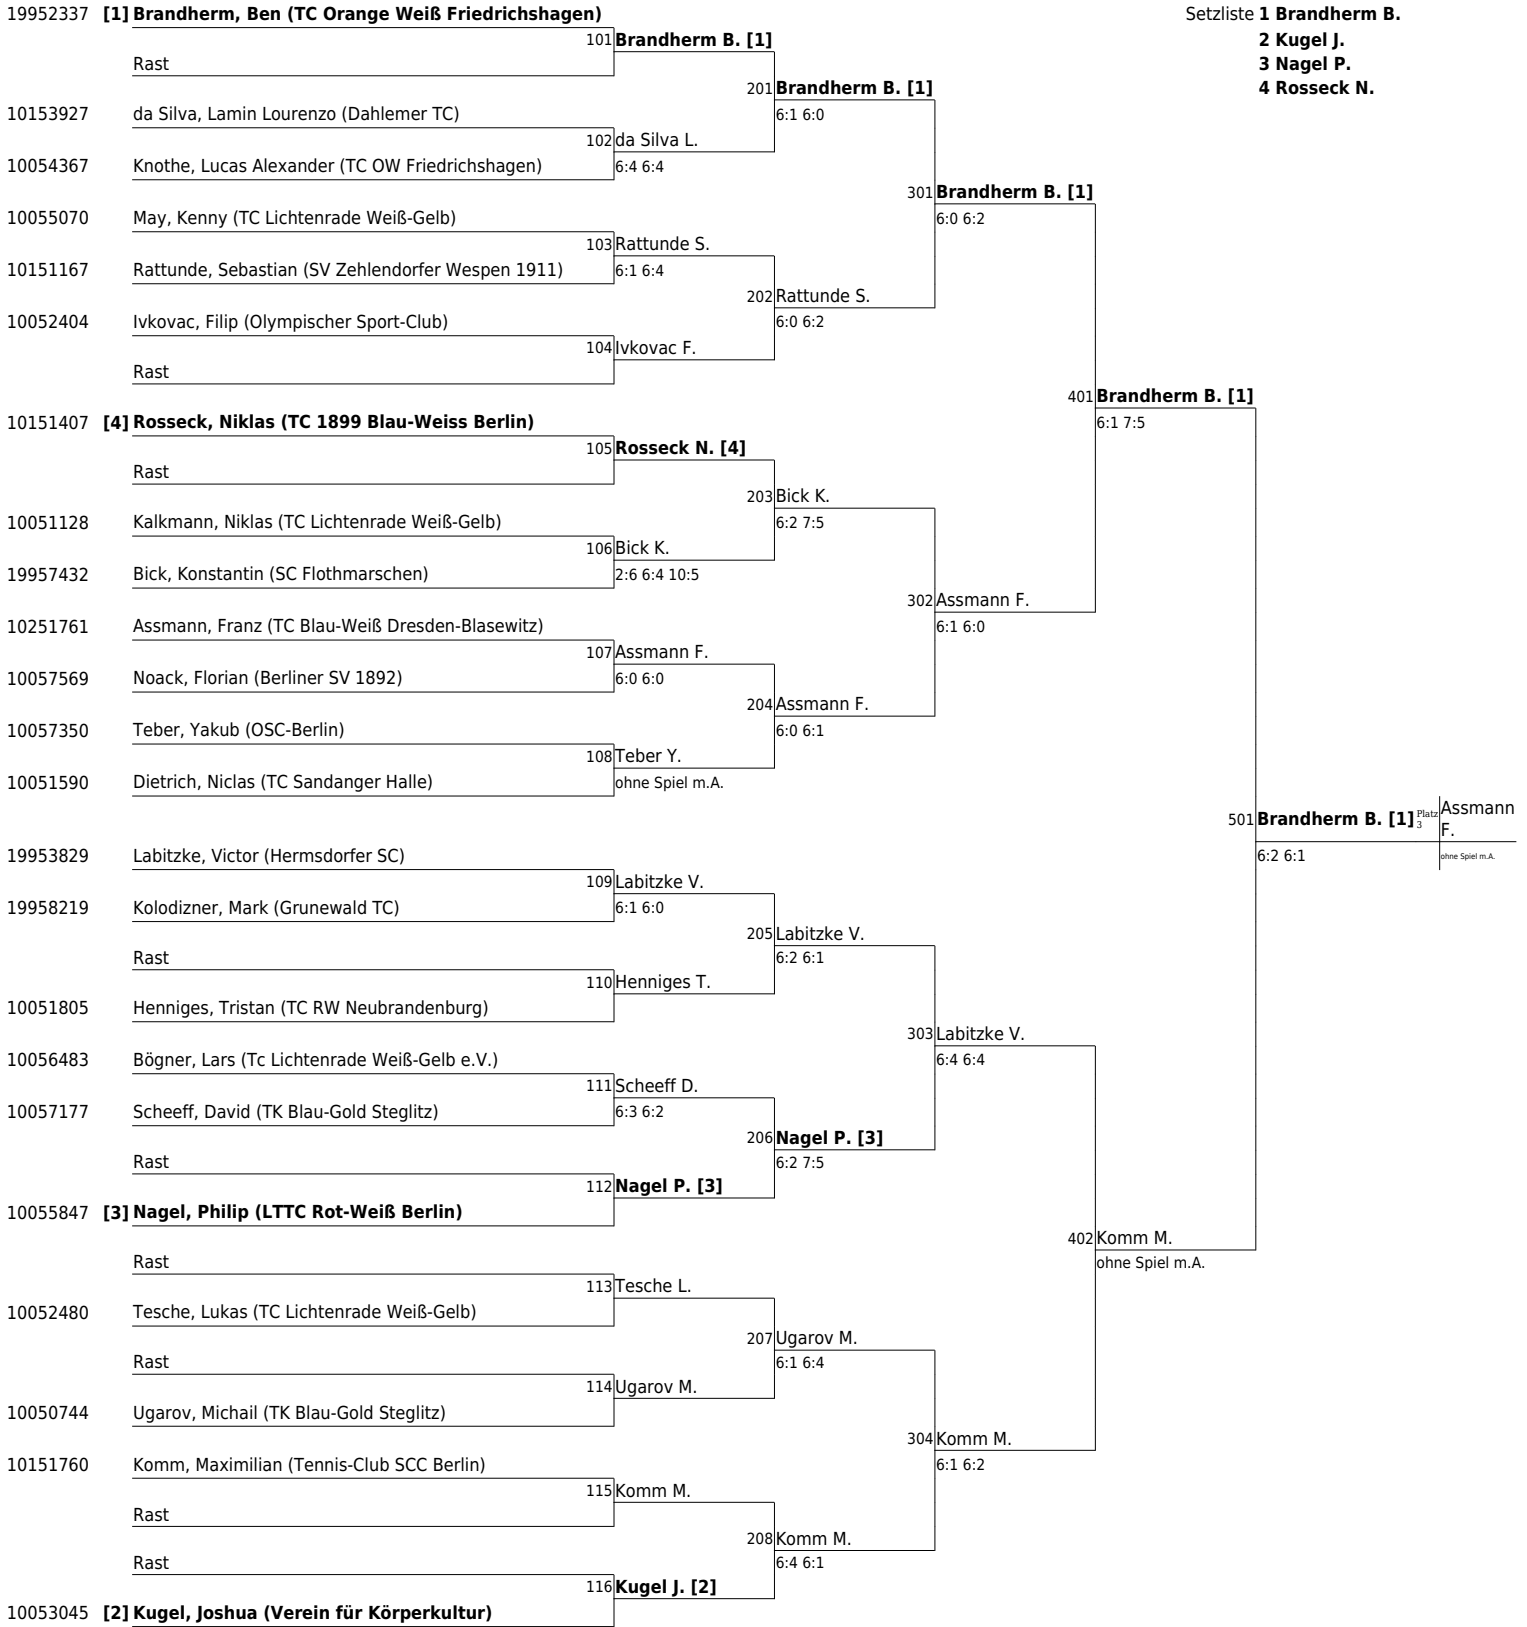 19952337 [1] Brandherm, Ben (TC Orange Weiß Friedrichshagen)
Setzliste 1 Brandherm B.
101 Brandherm B. [1]
2 Kugel J.
Rast
3 Nagel P.
201 Brandherm B. [1]
4 Rosseck N.
10153927 da Silva, Lamin Lourenzo (Dahlemer TC)
6:1 6:0
102 da Silva L.
10054367 Knothe, Lucas Alexander (TC OW Friedrichshagen)
6:4 6:4
301 Brandherm B. [1]
10055070 May, Kenny (TC Lichtenrade Weiß-Gelb)
6:0 6:2
103 Rattunde S.
10151167 Rattunde, Sebastian (SV Zehlendorfer Wespen 1911)
6:1 6:4
202 Rattunde S.
10052404 Ivkovac, Filip (Olympischer Sport-Club)
6:0 6:2
104 Ivkovac F.
Rast
401 Brandherm B. [1]
10151407 [4] Rosseck, Niklas (TC 1899 Blau-Weiss Berlin)
6:1 7:5
105 Rosseck N. [4]
Rast
203 Bick K.
10051128 Kalkmann, Niklas (TC Lichtenrade Weiß-Gelb)
6:2 7:5
106 Bick K.
19957432 Bick, Konstantin (SC Flothmarschen)
2:6 6:4 10:5
302 Assmann F.
10251761 Assmann, Franz (TC Blau-Weiß Dresden-Blasewitz)
6:1 6:0
107 Assmann F.
10057569 Noack, Florian (Berliner SV 1892)
6:0 6:0
204 Assmann F.
10057350 Teber, Yakub (OSC-Berlin)
6:0 6:1
108 Teber Y.
10051590 Dietrich, Niclas (TC Sandanger Halle)
ohne Spiel m.A.
501 Brandherm B. [1]
Platz
3
Assmann
F.
19953829 Labitzke, Victor (Hermsdorfer SC)
6:2 6:1
ohne Spiel m.A.
109 Labitzke V.
19958219 Kolodizner, Mark (Grunewald TC)
6:1 6:0
205 Labitzke V.
Rast
6:2 6:1
110 Henniges T.
10051805 Henniges, Tristan (TC RW Neubrandenburg)
303 Labitzke V.
10056483 Bögner, Lars (Tc Lichtenrade Weiß-Gelb e.V.)
6:4 6:4
111 Scheeff D.
10057177 Scheeff, David (TK Blau-Gold Steglitz)
6:3 6:2
206 Nagel P. [3]
Rast
6:2 7:5
112 Nagel P. [3]
10055847 [3] Nagel, Philip (LTTC Rot-Weiß Berlin)
402 Komm M.
Rast
ohne Spiel m.A.
113 Tesche L.
10052480 Tesche, Lukas (TC Lichtenrade Weiß-Gelb)
207 Ugarov M.
Rast
6:1 6:4
114 Ugarov M.
10050744 Ugarov, Michail (TK Blau-Gold Steglitz)
304 Komm M.
10151760 Komm, Maximilian (Tennis-Club SCC Berlin)
6:1 6:2
115 Komm M.
Rast
208 Komm M.
Rast
6:4 6:1
116 Kugel J. [2]
10053045 [2] Kugel, Joshua (Verein für Körperkultur)